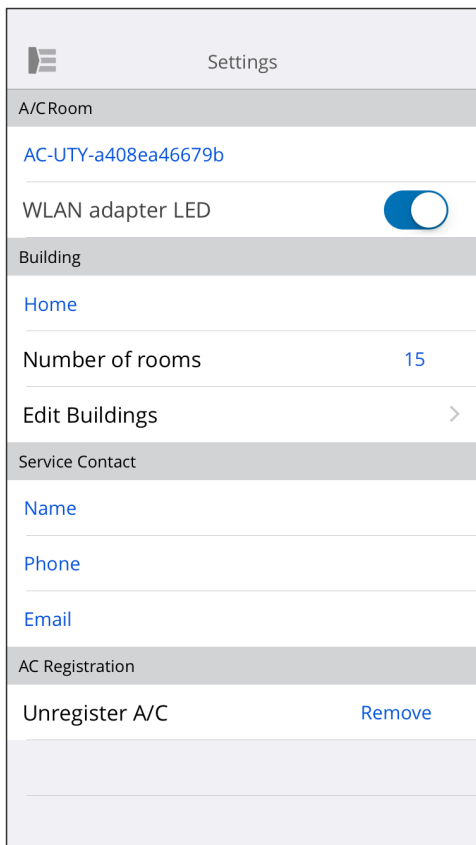 Settings
A/C Room
AC-UTY-a408ea46679b
WLAN adapter LED
Building
Home
Number of rooms 15
Edit Buildings
Service Contact
Name
Phone
Email
AC Registration
Unregister A/C Remove